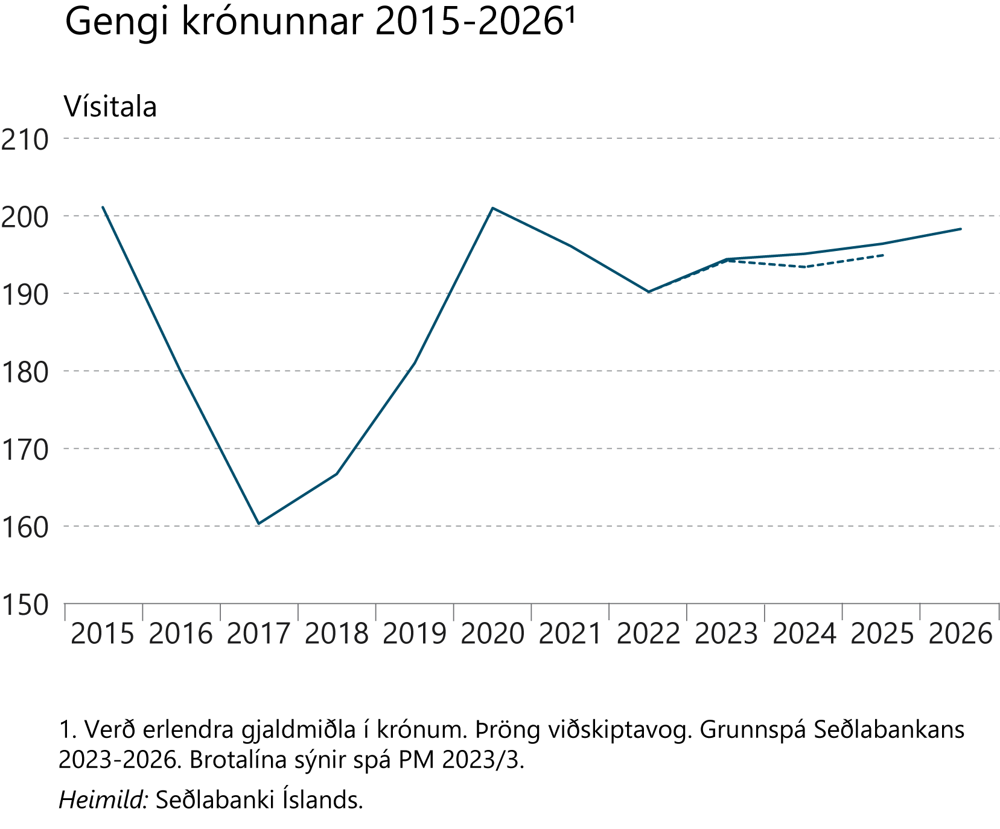 Gengi krónunnar 2015-2026¹
Vísitala
210
200
190
180
170
160
150
2015 2016 2017 2018 2019 2020 2021 2022 2023 2024 2025 2026
1. Verð erlendra gjaldmiðla í krónum. Þröng viðskiptavog. Grunnspá Seðlabankans
2023-2026. Brotalína sýnir spá PM 2023/3.
Heimild: Seðlabanki Íslands.